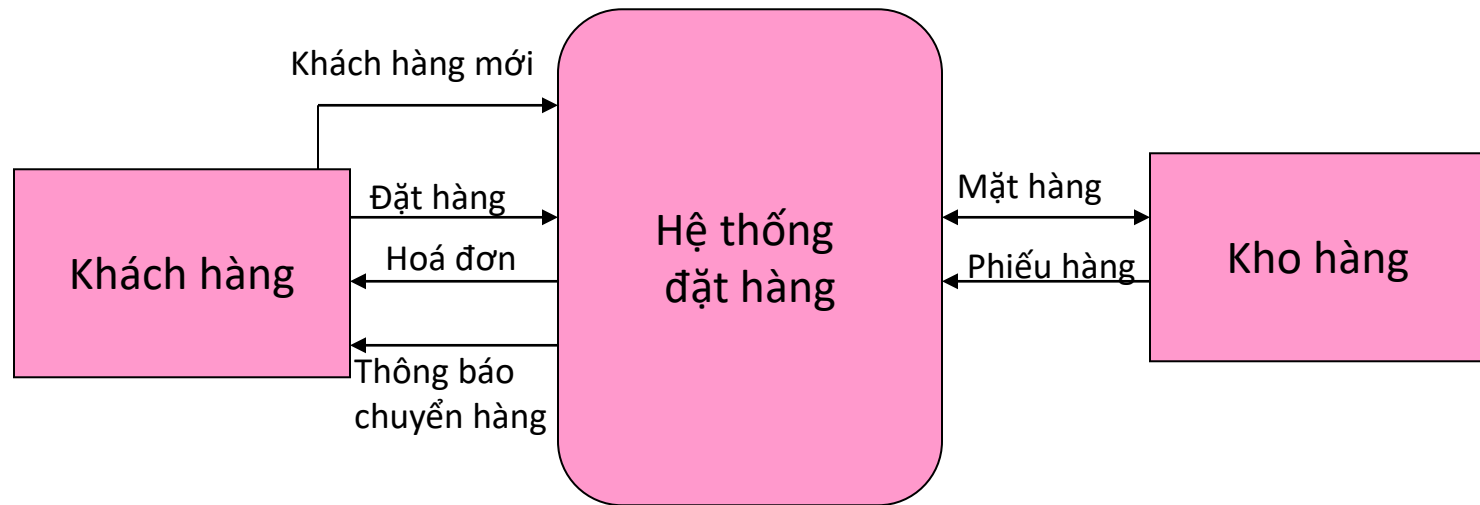 Khách hàng mới
Khách hàng
Đặt hàng
Hoá đơn
Thông báo
chuyển hàng
Hệ thống
đặt hàng
Mặt hàng
Phiếu hàng
Kho hàng